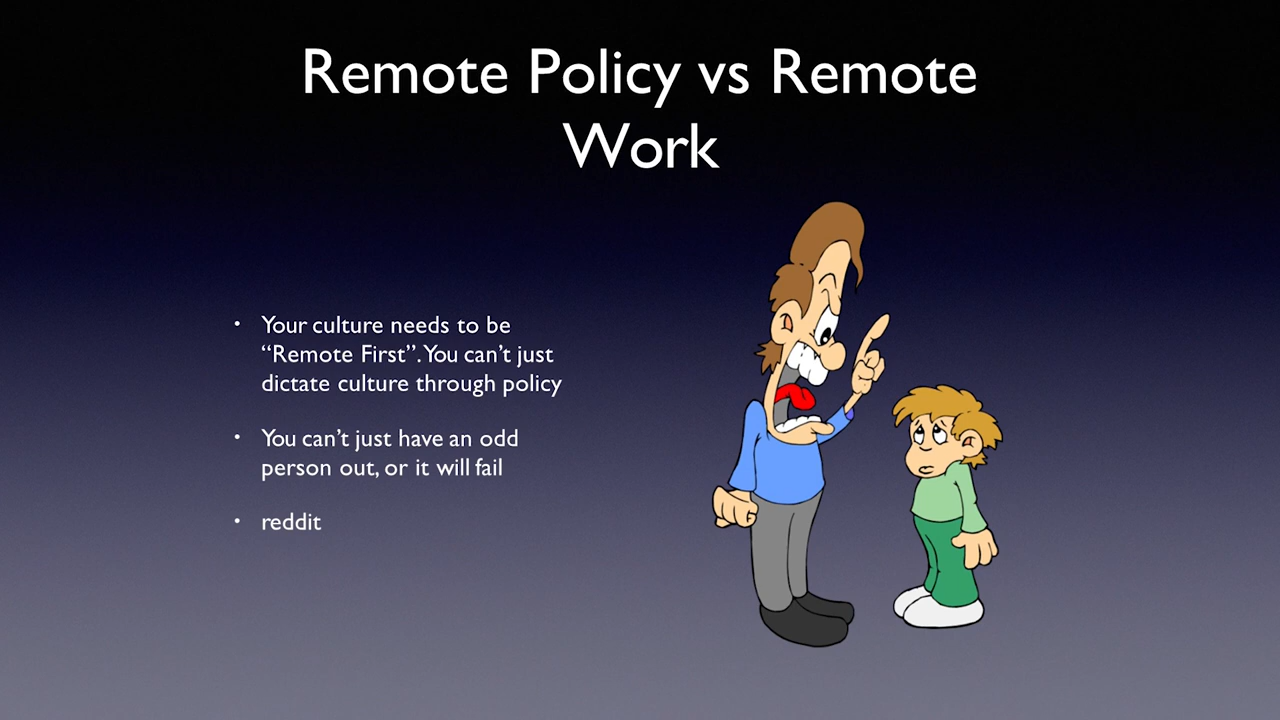 Remote Policy vs Remote
Work
• Your culture needs to be
“Remote First”. You can’t just
dictate culture through policy
• You can’t just have an odd
person out, or it will fail
• reddit